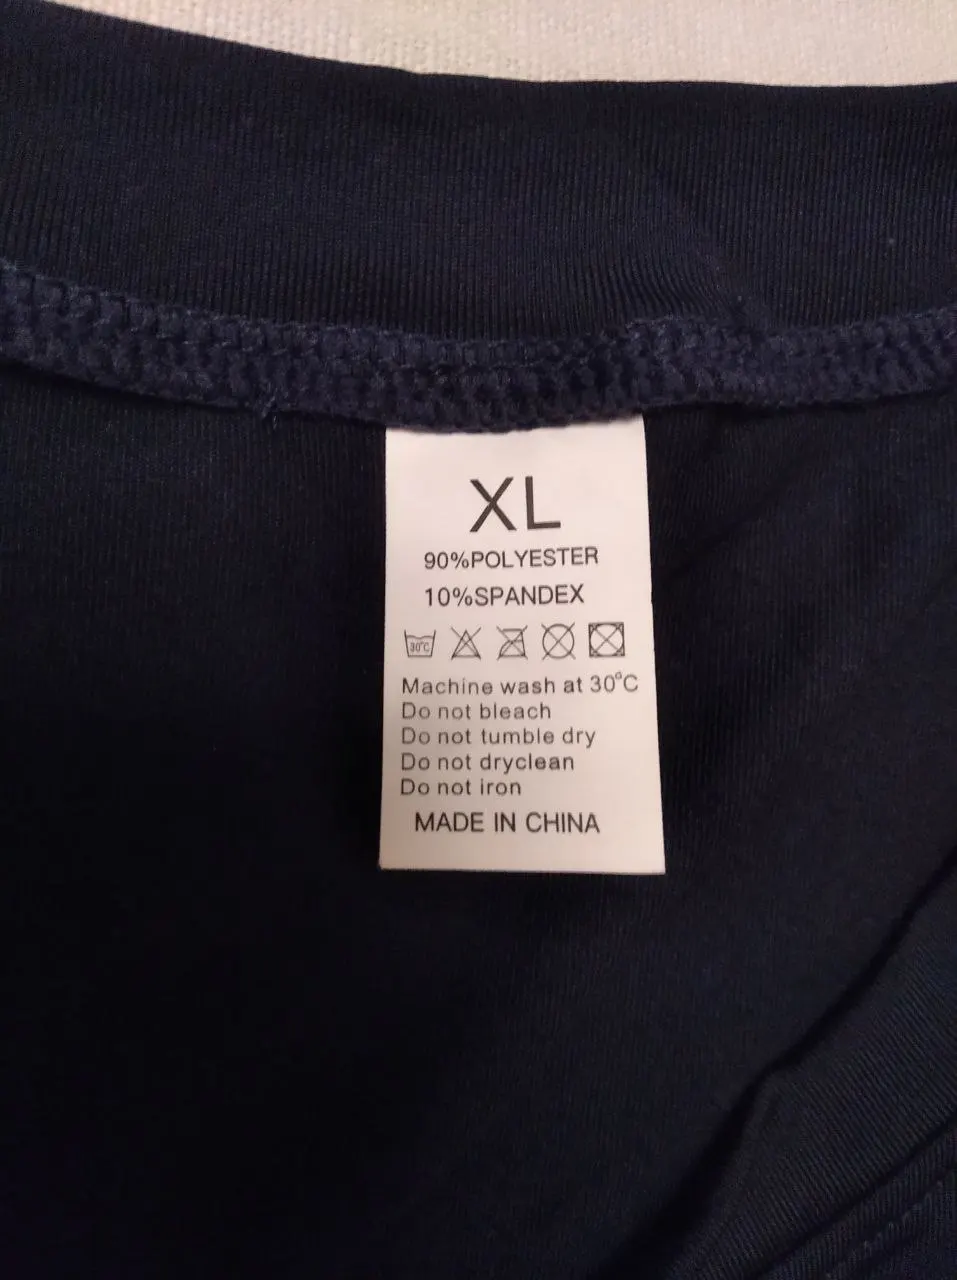 XL
90%POLYESTER
10%SPANDEX
30°C
Machine wash at 30°C
Do not bleach
Do not tumble dry
Do not dryclean
Do not iron
MADE IN CHINA